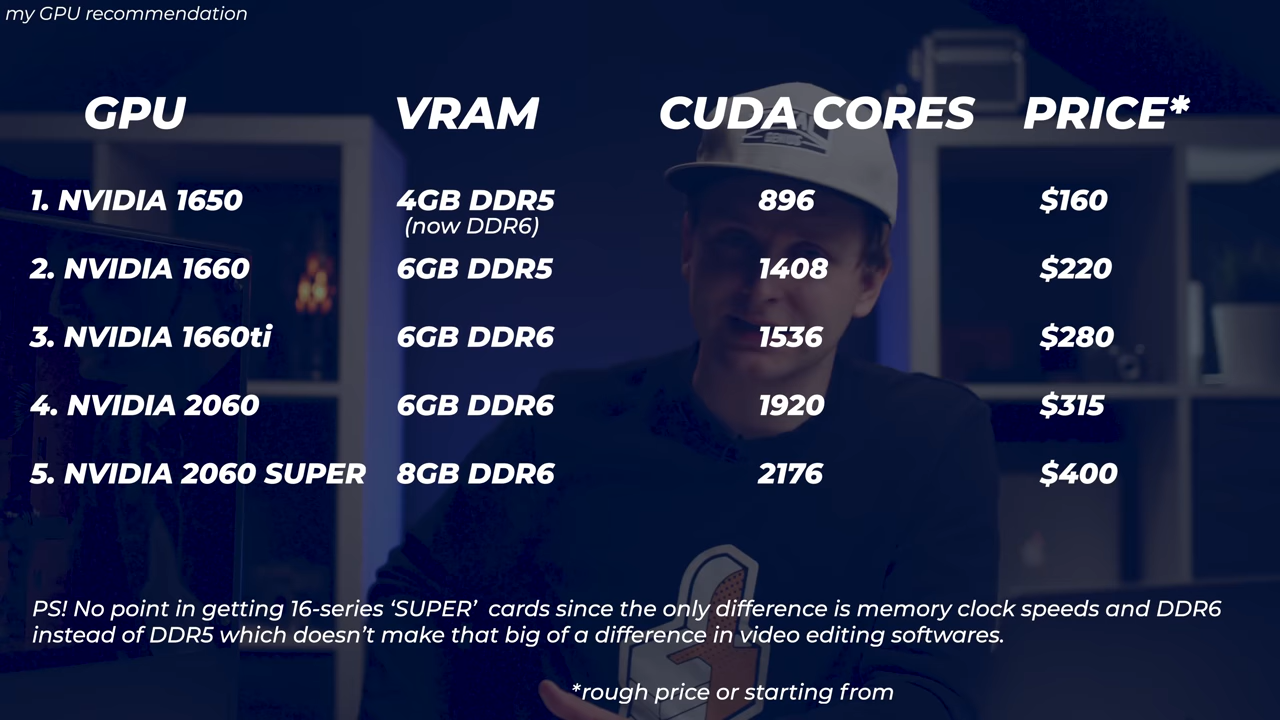 my GPU recommendation
GPU VRAM CUDA CORES PRICE*
1. NVIDIA 1650 4GB DDR5 896 $160
(now DDR6)
2. NVIDIA 1660 6GB DDR5 1408 $220
3. NVIDIA 1660ti 6GB DDR6 1536 $280
4. NVIDIA 2060 6GB DDR6 1920 $315
5. NVIDIA 2060 SUPER 8GB DDR6 2176 $400
PS! No point in getting 16-series ‘SUPER’ cards since the only difference is memory clock speeds and DDR6
instead of DDR5 which doesn’t make that big of a difference in video editing softwares.
*rough price or starting from